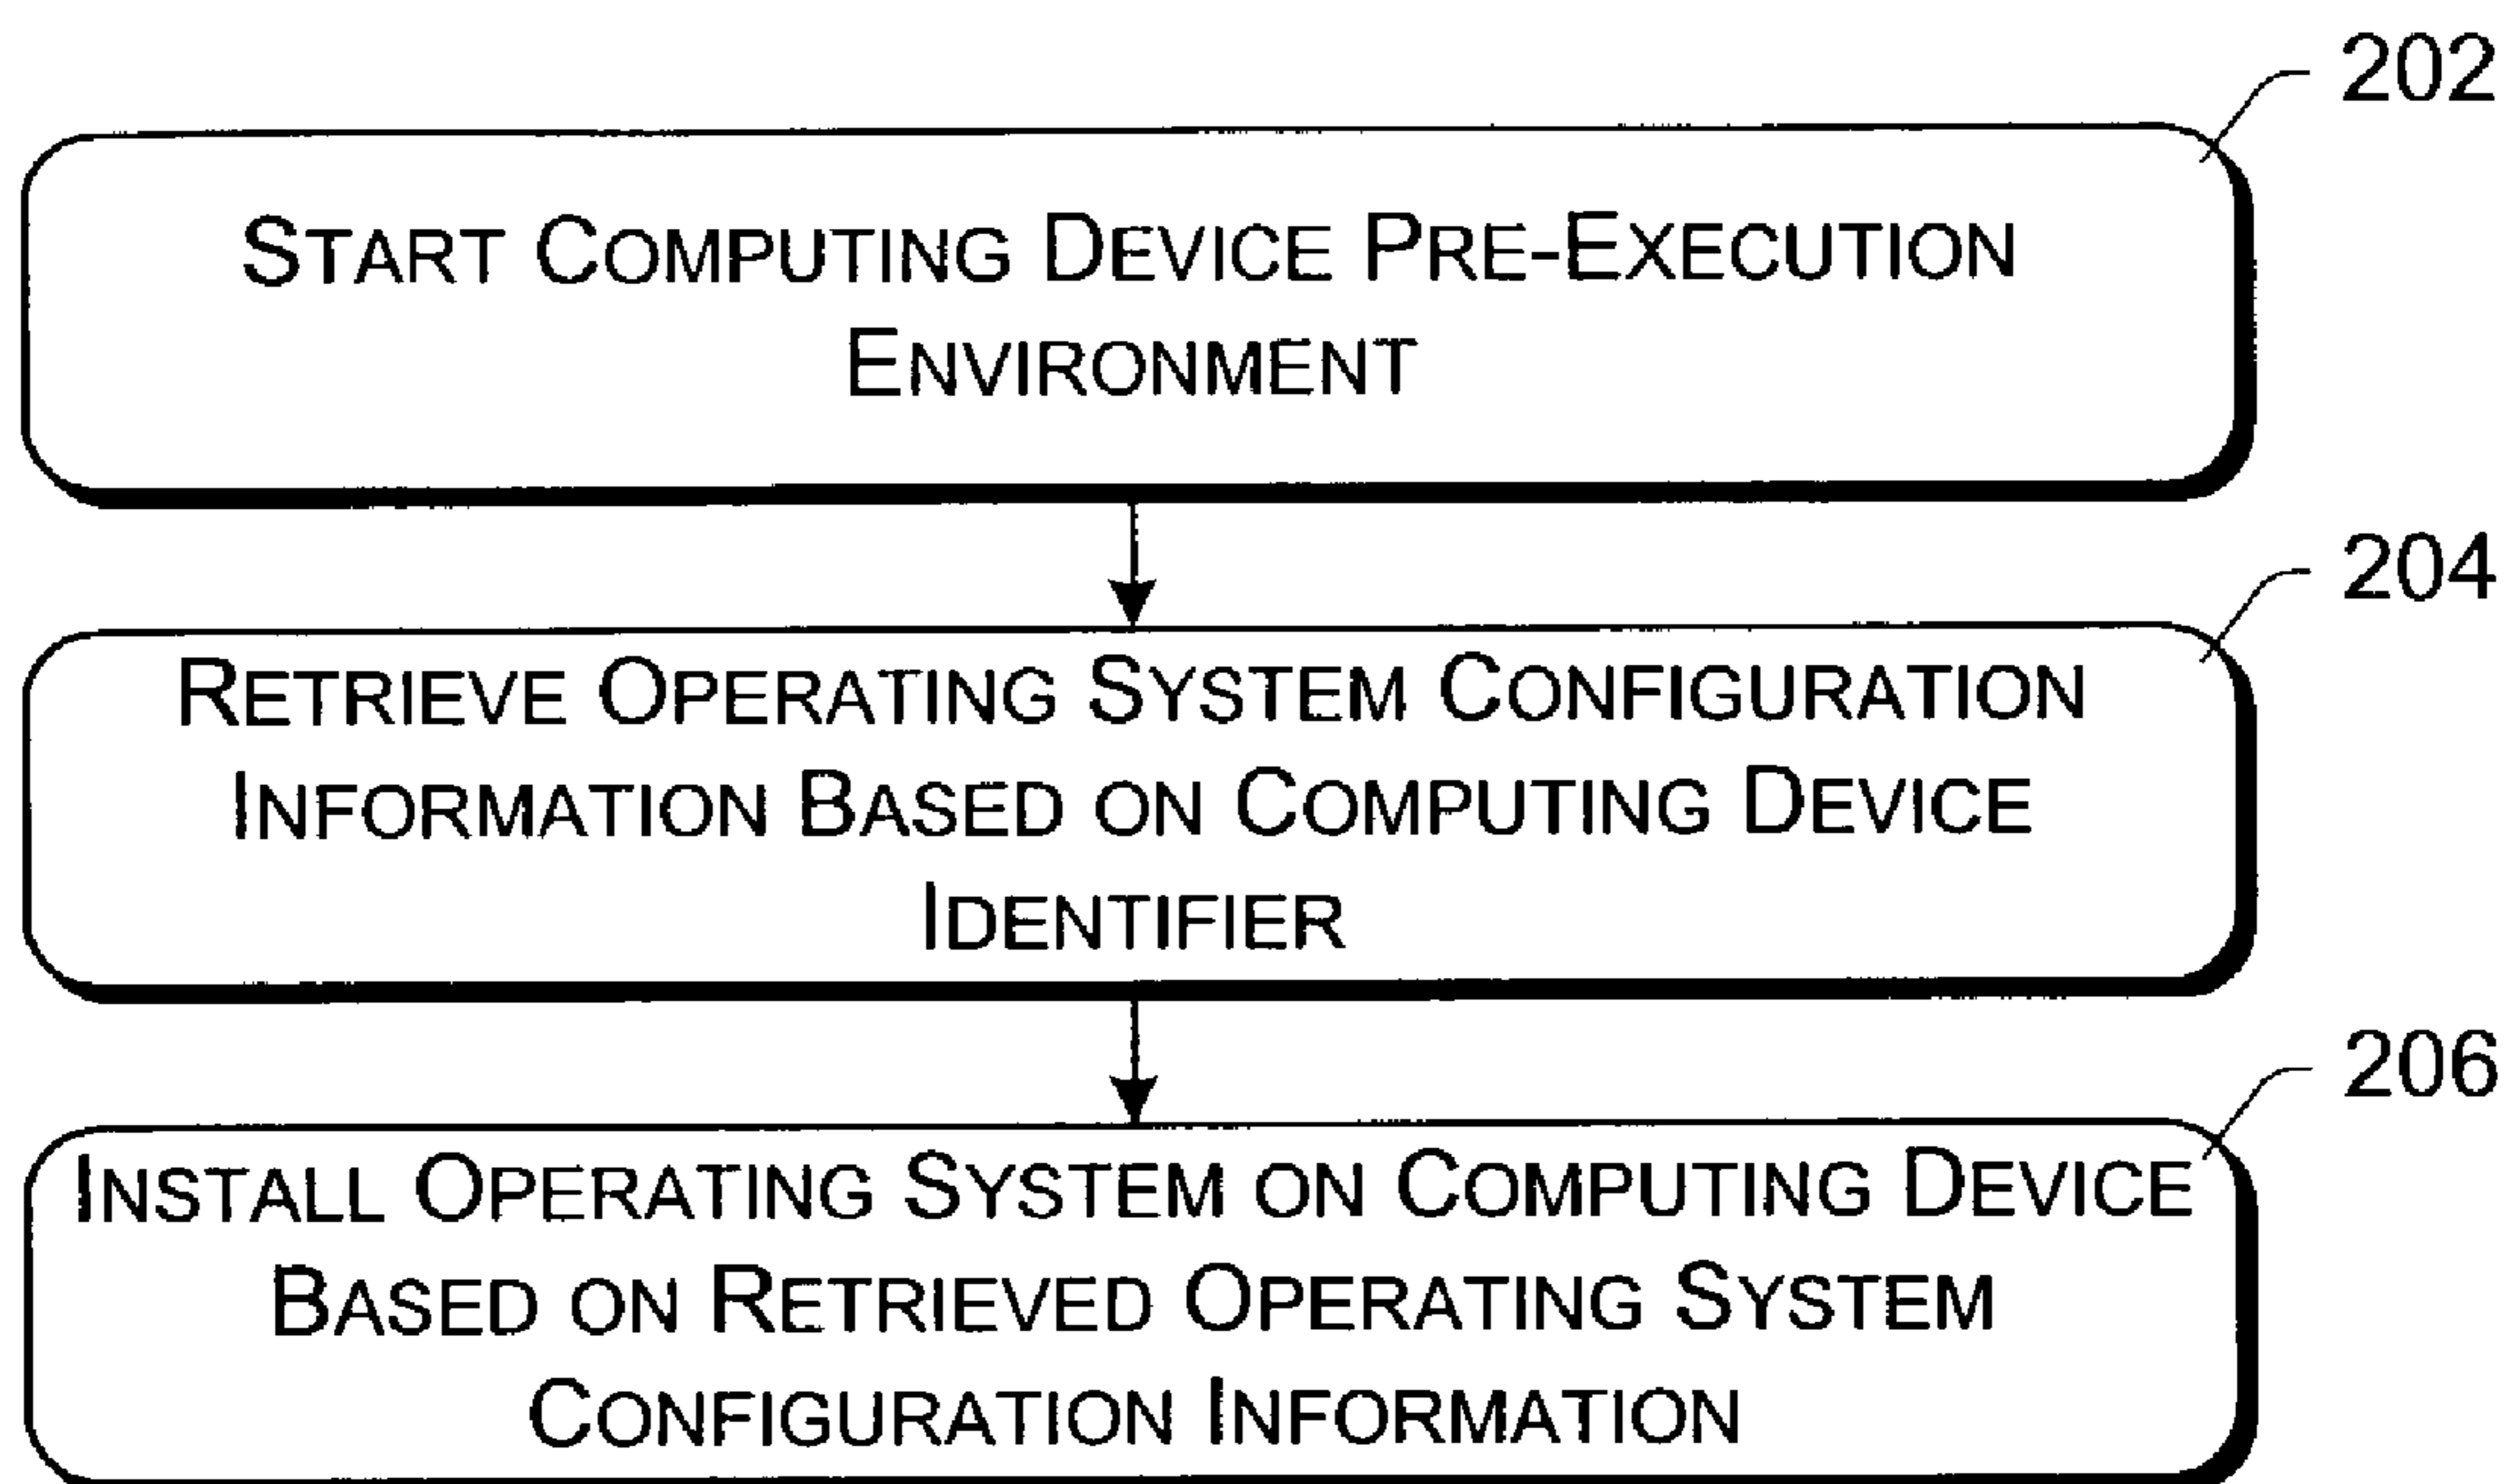 202
START COMPUTING DEVICE PRE-EXECUTION
ENVIRONMENT
204
RETRIEVE OPERATING SYSTEM CONFIGURATION
INFORMATION BASED ON COMPUTING DEVICE
IDENTIFIER
206
INSTALL OPERATING SYSTEM ON COMPUTING DEVICE
BASED ON RETRIEVED OPERATING SYSTEM
CONFIGURATION INFORMATION